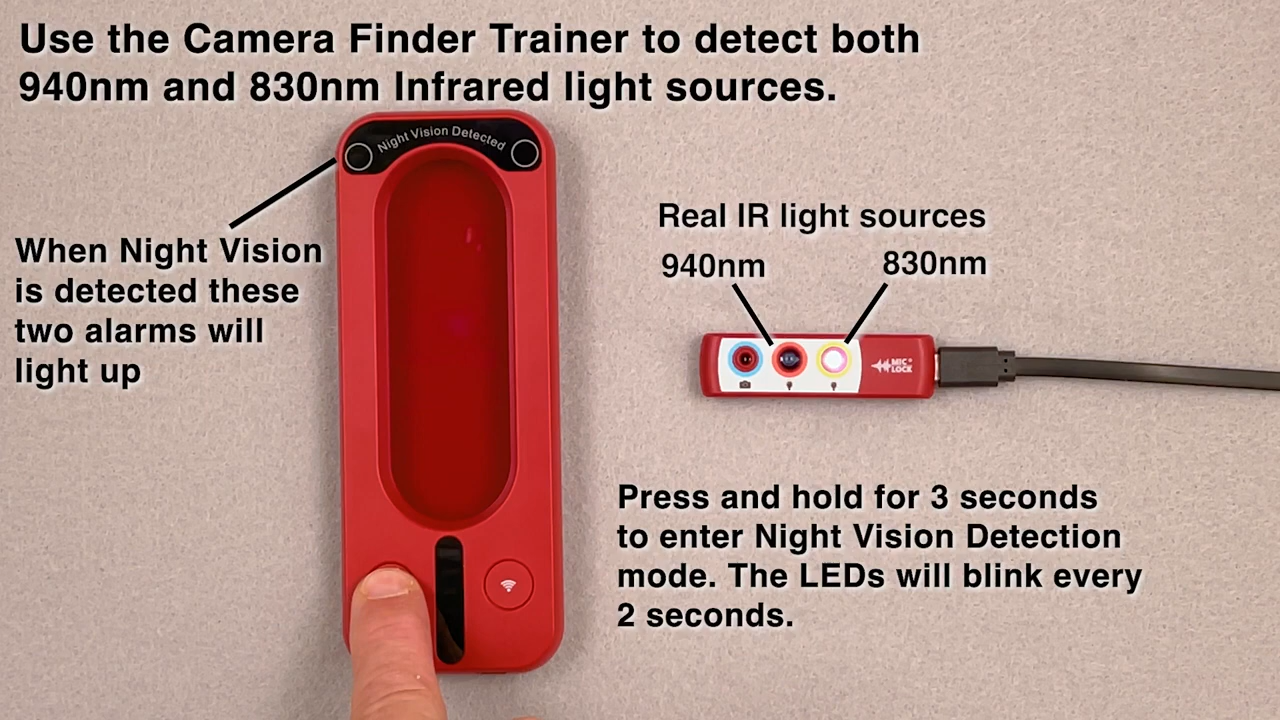 Use the Camera Finder Trainer to detect both
940nm and 830nm Infrared light sources.
Night Vision Detected
When Night Vision
is detected these
two alarms will
light up
Real IR light sources
940nm
830nm
MIC
LOCK
Press and hold for 3 seconds
to enter Night Vision Detection
mode. The LEDs will blink every
2 seconds.